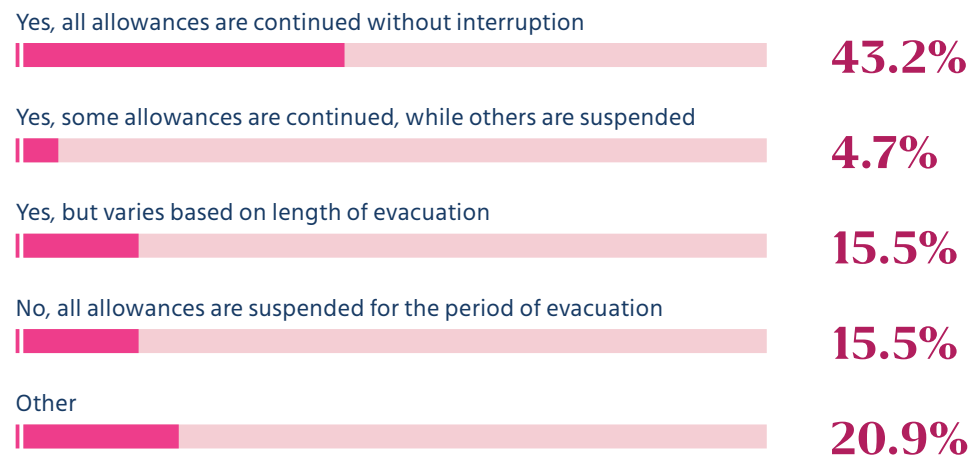 Yes, all allowances are continued without interruption
43.2%
Yes, some allowances are continued, while others are suspended
4.7%
Yes, but varies based on length of evacuation
15.5%
No, all allowances are suspended for the period of evacuation
15.5%
Other
20.9%